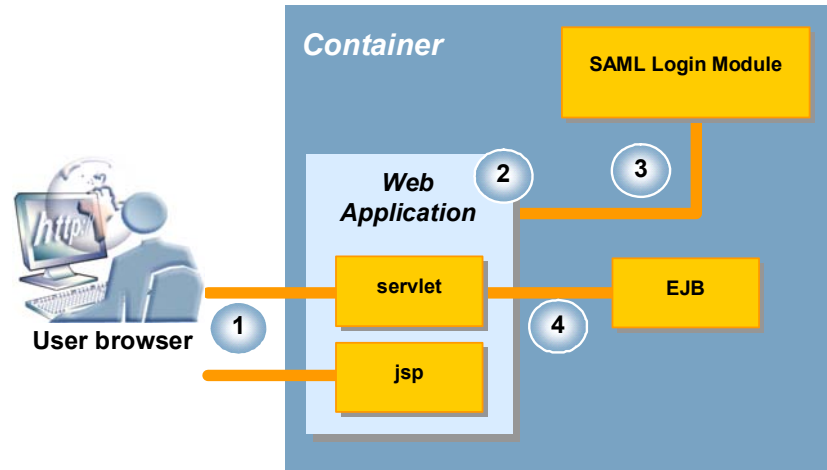 Container
SAML Login Module
2
3
Web
Application
http:/
servlet
EJB
1
4
User browser
jsp